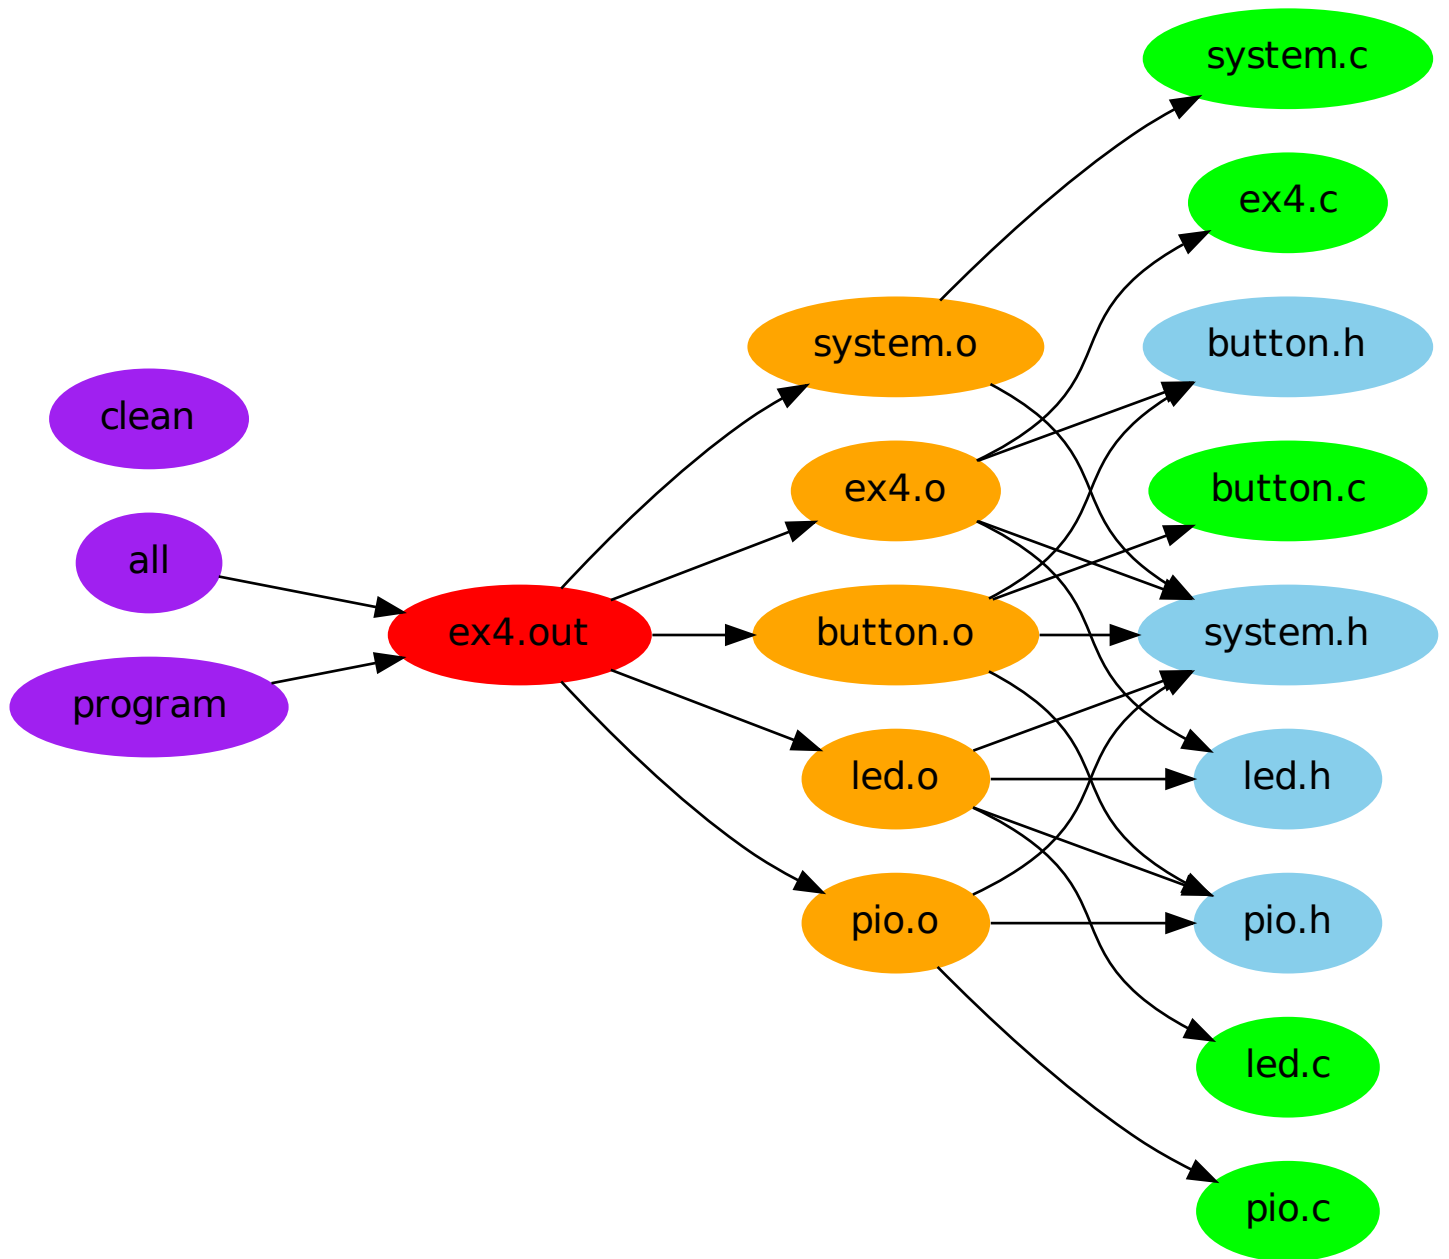 clean
all
program
ex4.out
system.o
ex4.o
button.o
led.o
pio.o
system.c
ex4.c
button.h
button.c
system.h
led.h
pio.h
led.c
pio.c